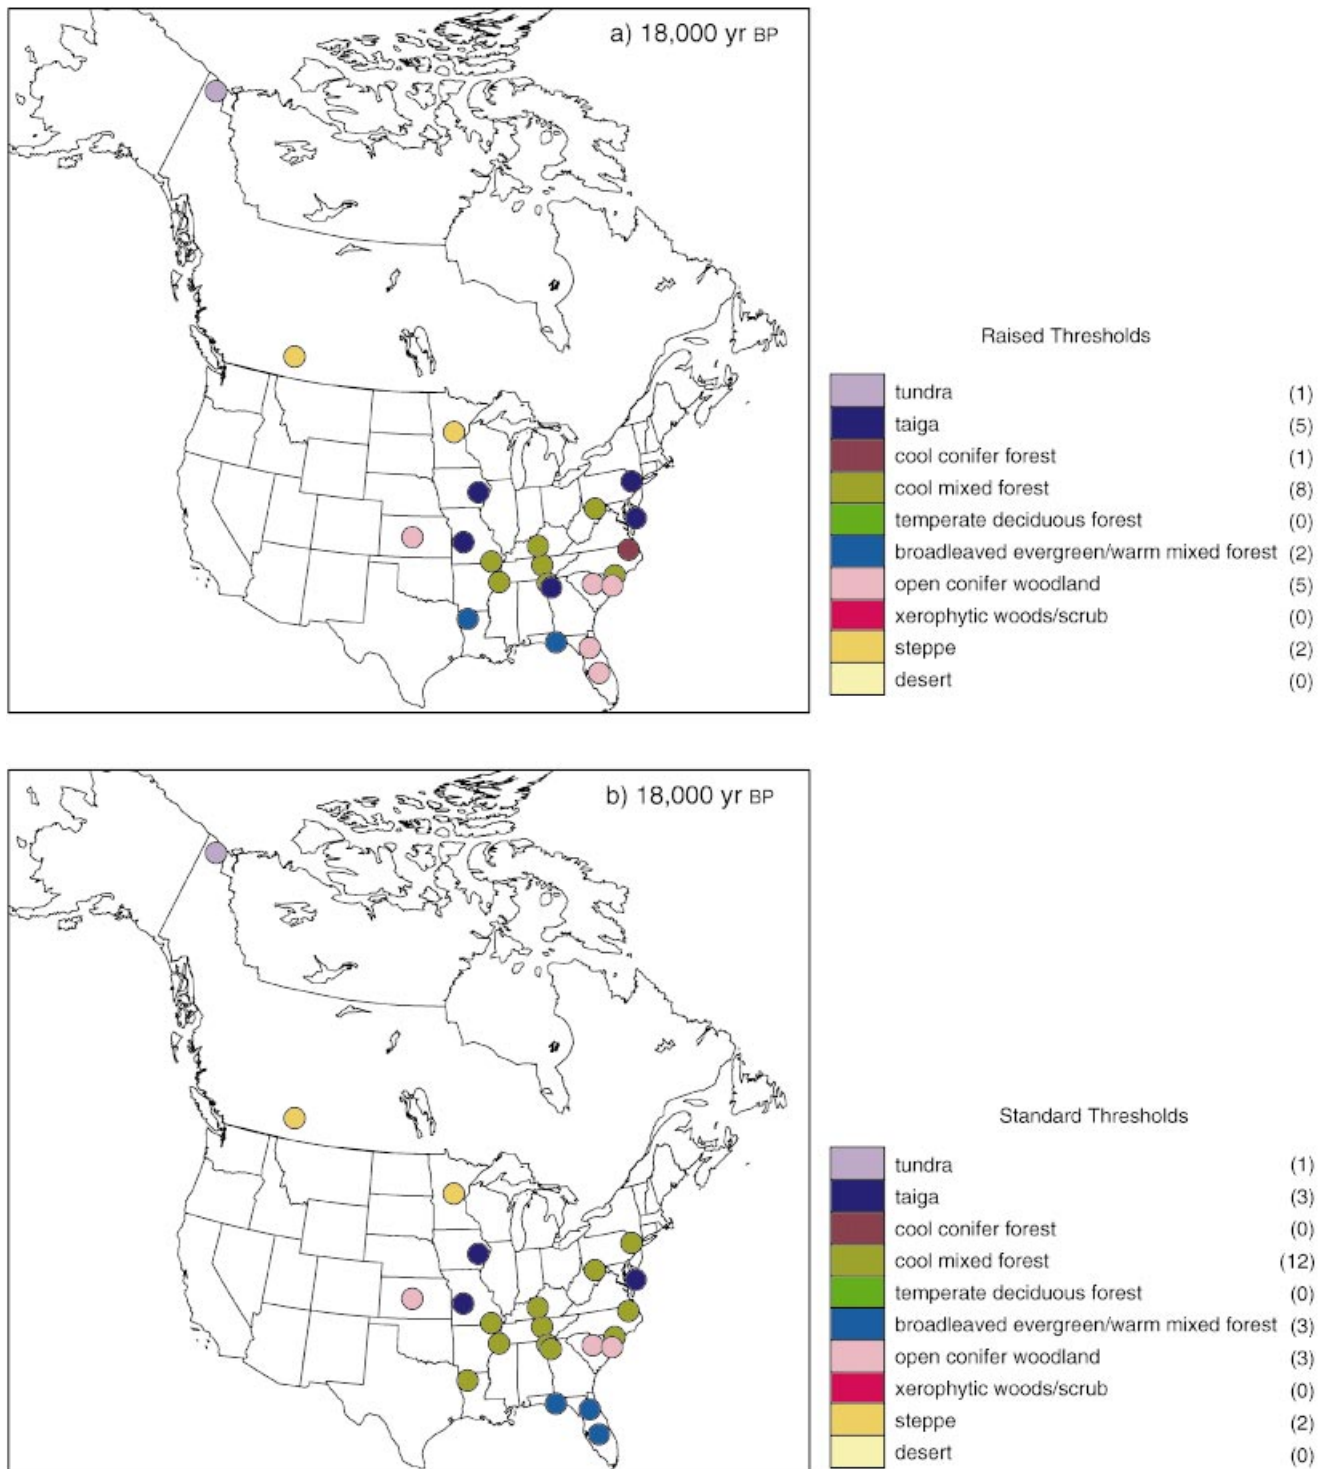 a) 18,000 yr BP
Raised Thresholds
tundra (1)
taiga (5)
cool conifer forest (1)
cool mixed forest (8)
temperate deciduous forest (0)
broadleaved evergreen/warm mixed forest (2)
open conifer woodland (5)
xerophytic woods/scrub (0)
steppe (2)
desert (0)
b) 18,000 yr BP
Standard Thresholds
tundra (1)
taiga (3)
cool conifer forest (0)
cool mixed forest (12)
temperate deciduous forest (0)
broadleaved evergreen/warm mixed forest (3)
open conifer woodland (3)
xerophytic woods/scrub (0)
steppe (2)
desert (0)